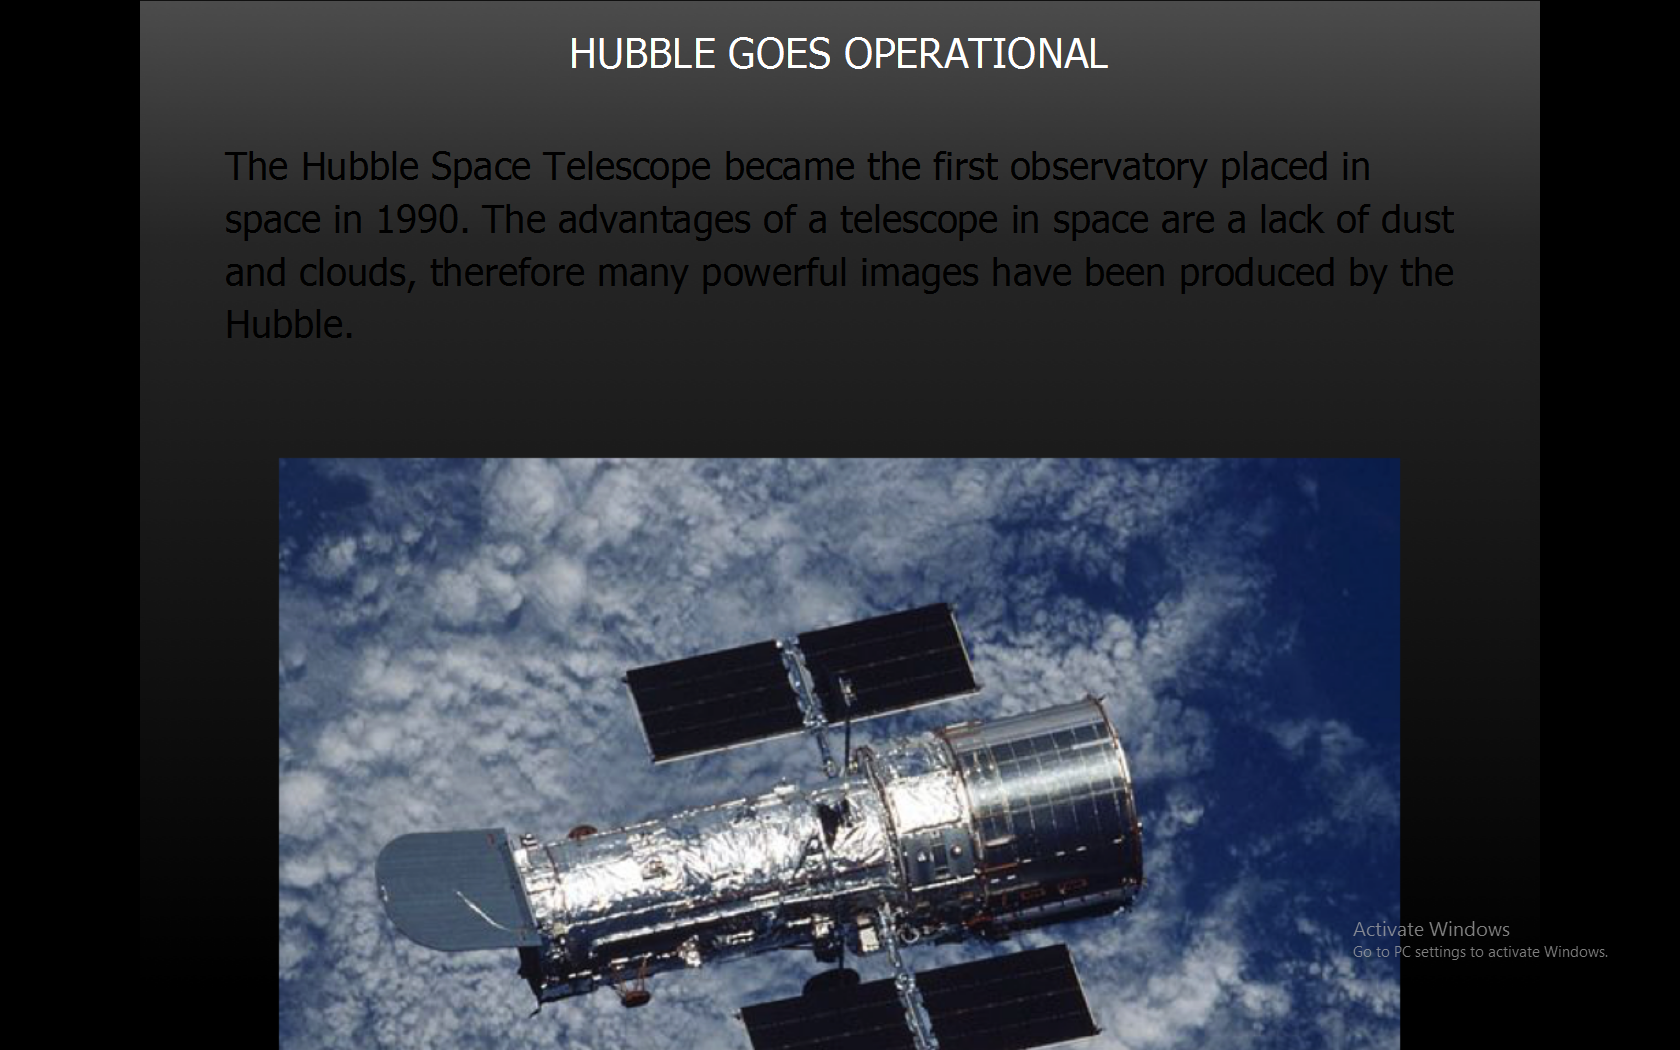 HUBBLE GOES OPERATIONAL
The Hubble Space Telescope became the first observatory placed in
space in 1990. The advantages of a telescope in space are a lack of dust
and clouds, therefore many powerful images have been produced by the
Hubble.
Activate Windows
Go to PC settings to activate Windows.